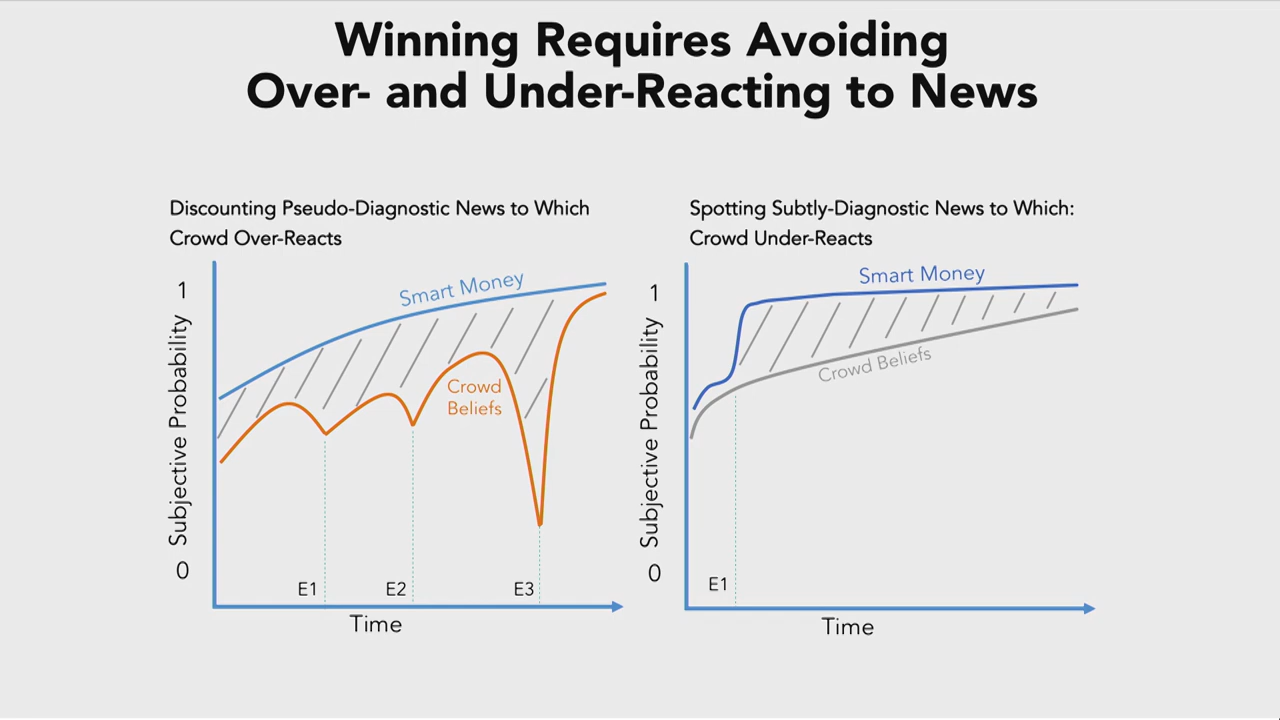 Winning Requires Avoiding
Over- and Under-Reacting to News
Discounting Pseudo-Diagnostic News to Which
Crowd Over-Reacts
1
Subjective Probability
0
Smart Money
Crowd
Beliefs
E1
E2
E3
Time
Spotting Subtly-Diagnostic News to Which:
Crowd Under-Reacts
1
Subjective Probability
0
Smart Money
Crowd Beliefs
E1
Time